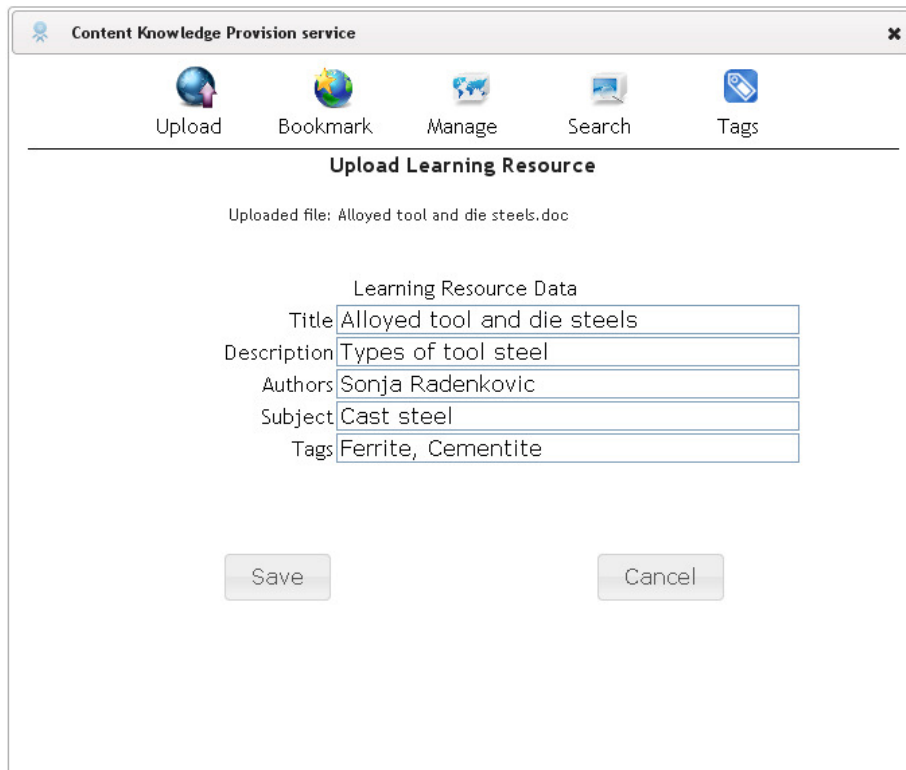 Content Knowledge Provision service
Upload Bookmark Manage Search Tags
Upload Learning Resource
Uploaded file: Alloyed tool and die steels.doc
Learning Resource Data
Title Alloyed tool and die steels
Description Types of tool steel
Authors Sonja Radenkovic
Subject Cast steel
Tags Ferrite, Cementite
Save Cancel